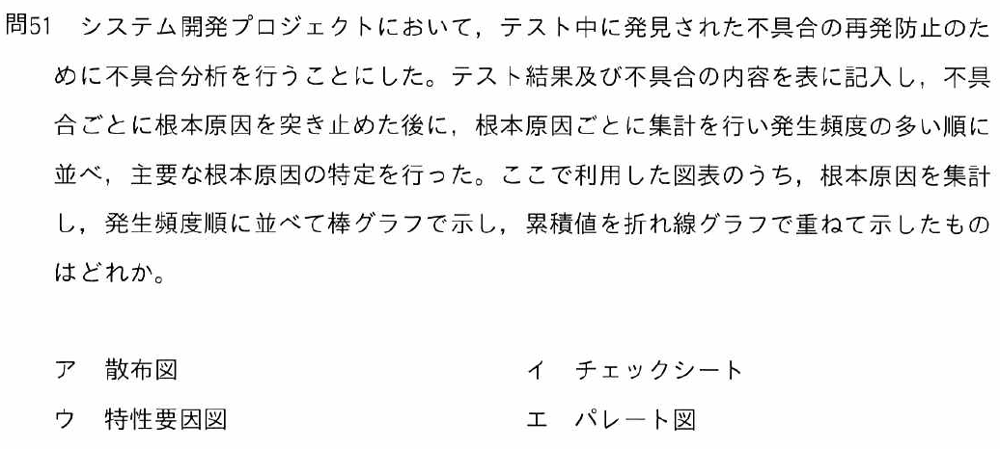 問51 システム開発プロジェクトにおいて，テスト中に発見された不具合の再発防止のた
めに不具合分析を行うことにした。テスト結果及び不具合の内容を表に記入し，不具
合ごとに根本原因を突き止めた後に，根本原因ごとに集計を行い発生頻度の多い順に
並べ，主要な根本原因の特定を行った。ここで利用した図表のうち，根本原因を集計
し，発生頻度順に並べて棒グラフで示し，累積値を折れ線グラフで重ねて示したもの
はどれか。
ア 散布図 イ チェックシート
ウ 特性要因図 エ パレート図